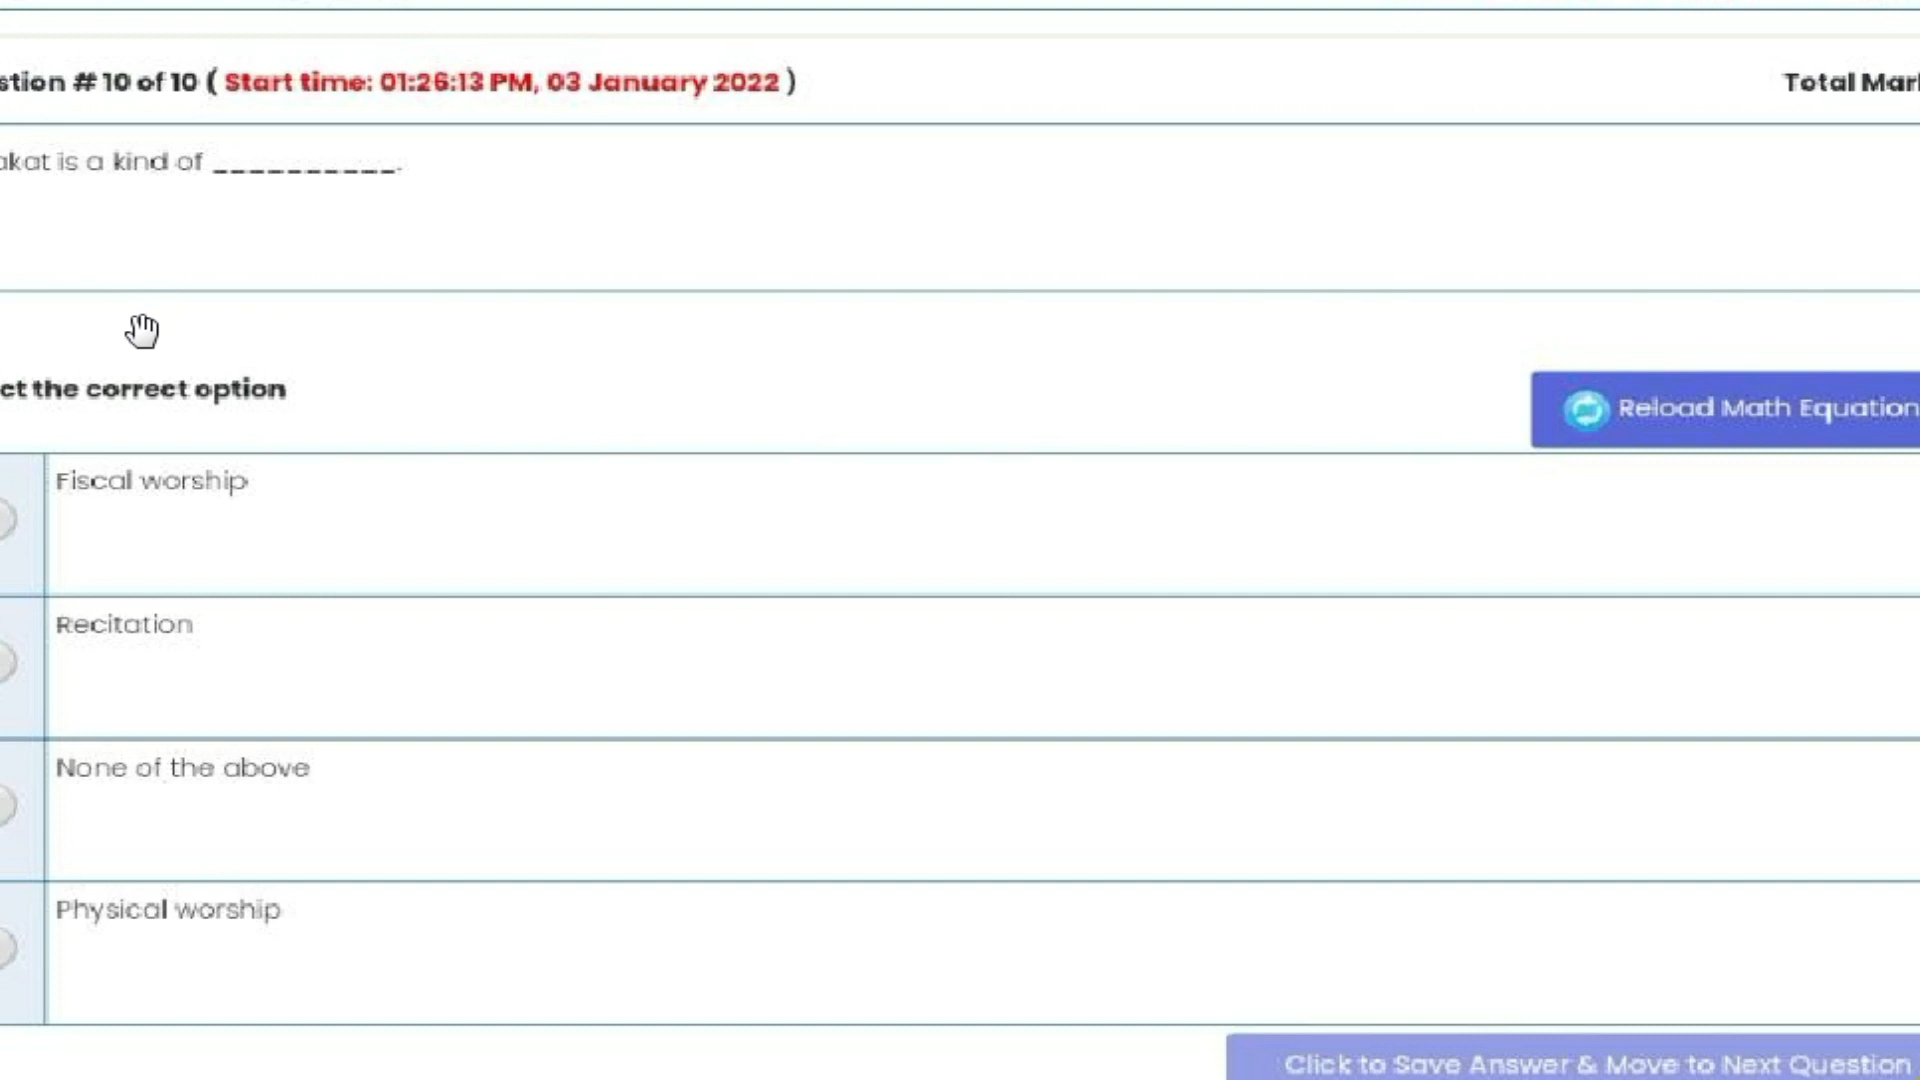 stion # 10 of 10 ( Start time: 01:26:13 PM, 03 January 2022 )
Total Mar
akat is a kind of __________.
ct the correct option
Reload Math Equation
Fiscal worship
Recitation
None of the above
Physical worship
Click to Save Answer & Move to Next Question